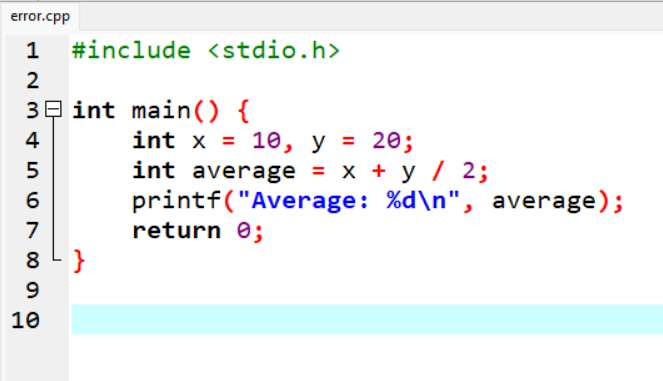 error.cpp
1 #include <stdio.h>
2
3 int main() {
4     int x = 10, y = 20;
5     int average = x + y / 2;
6     printf("Average: %d\n", average);
7     return 0;
8 }
9
10